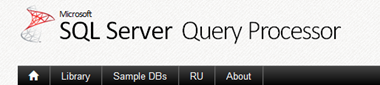 Microsoft
SQL Server Query Processor
Library Sample DBs RU About